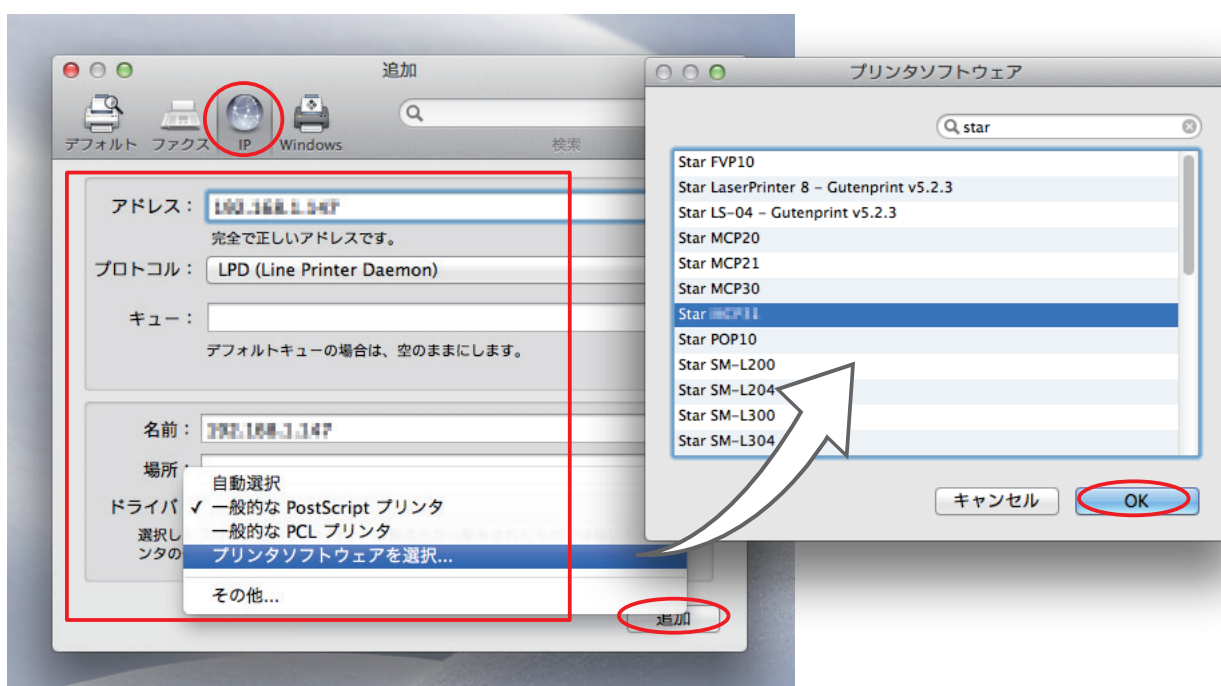 追加
デフォルト
ファクス
IP
Windows
検索
アドレス：
完全で正しいアドレスです。
プロトコル：
LPD (Line Printer Daemon)
キュー：
デフォルトキューの場合は、空のままにします。
名前：
場所
ドライバ
選択し
ンタの
自動選択
✓ 一般的な PostScript プリンタ
一般的な PCL プリンタ
プリンタソフトウェアを選択...
その他...
追加
プリンタソフトウェア
star
Star FVP10
Star LaserPrinter 8 – Gutenprint v5.2.3
Star LS–04 – Gutenprint v5.2.3
Star MCP20
Star MCP21
Star MCP30
Star
Star POP10
Star SM–L200
Star SM–L204
Star SM–L300
Star SM–L304
キャンセル
OK